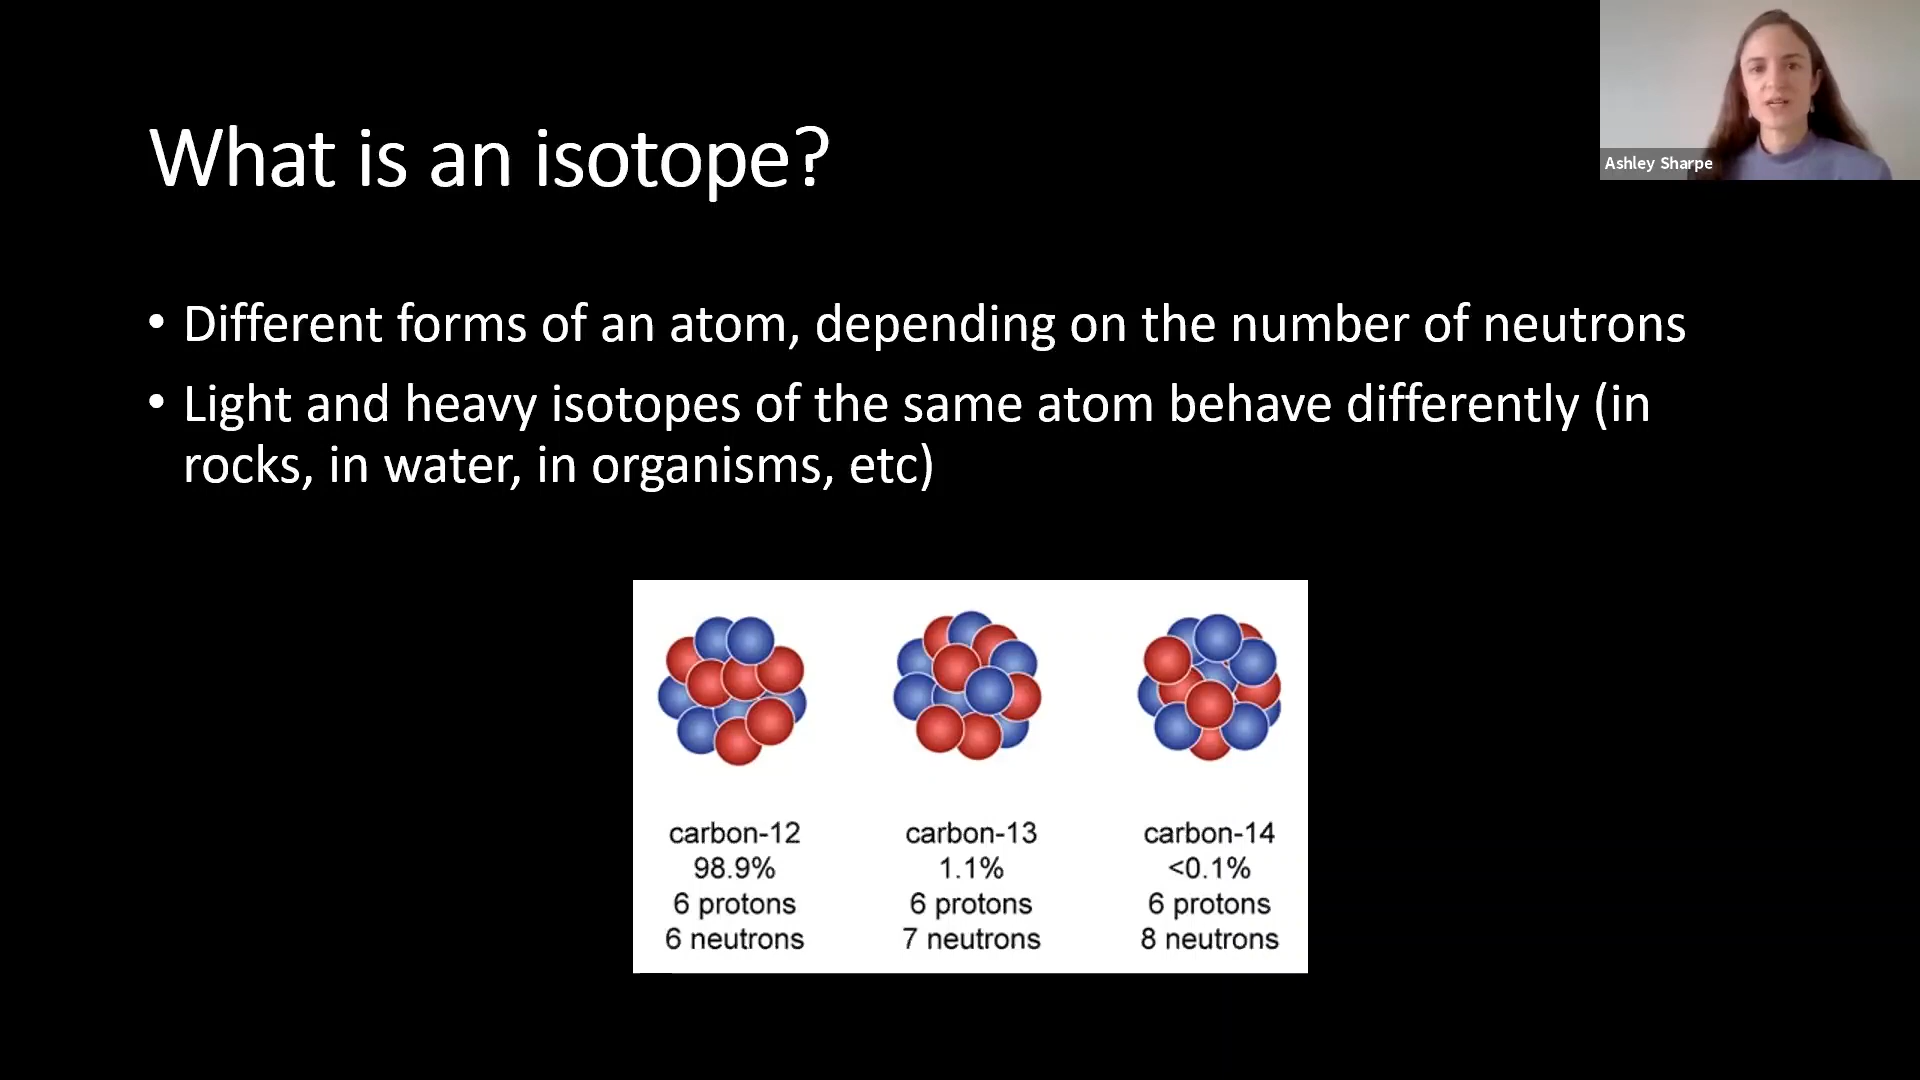 What is an isotope?
Ashley Sharpe
• Different forms of an atom, depending on the number of neutrons
• Light and heavy isotopes of the same atom behave differently (in
rocks, in water, in organisms, etc)
carbon-12
98.9%
6 protons
6 neutrons
carbon-13
1.1%
6 protons
7 neutrons
carbon-14
<0.1%
6 protons
8 neutrons